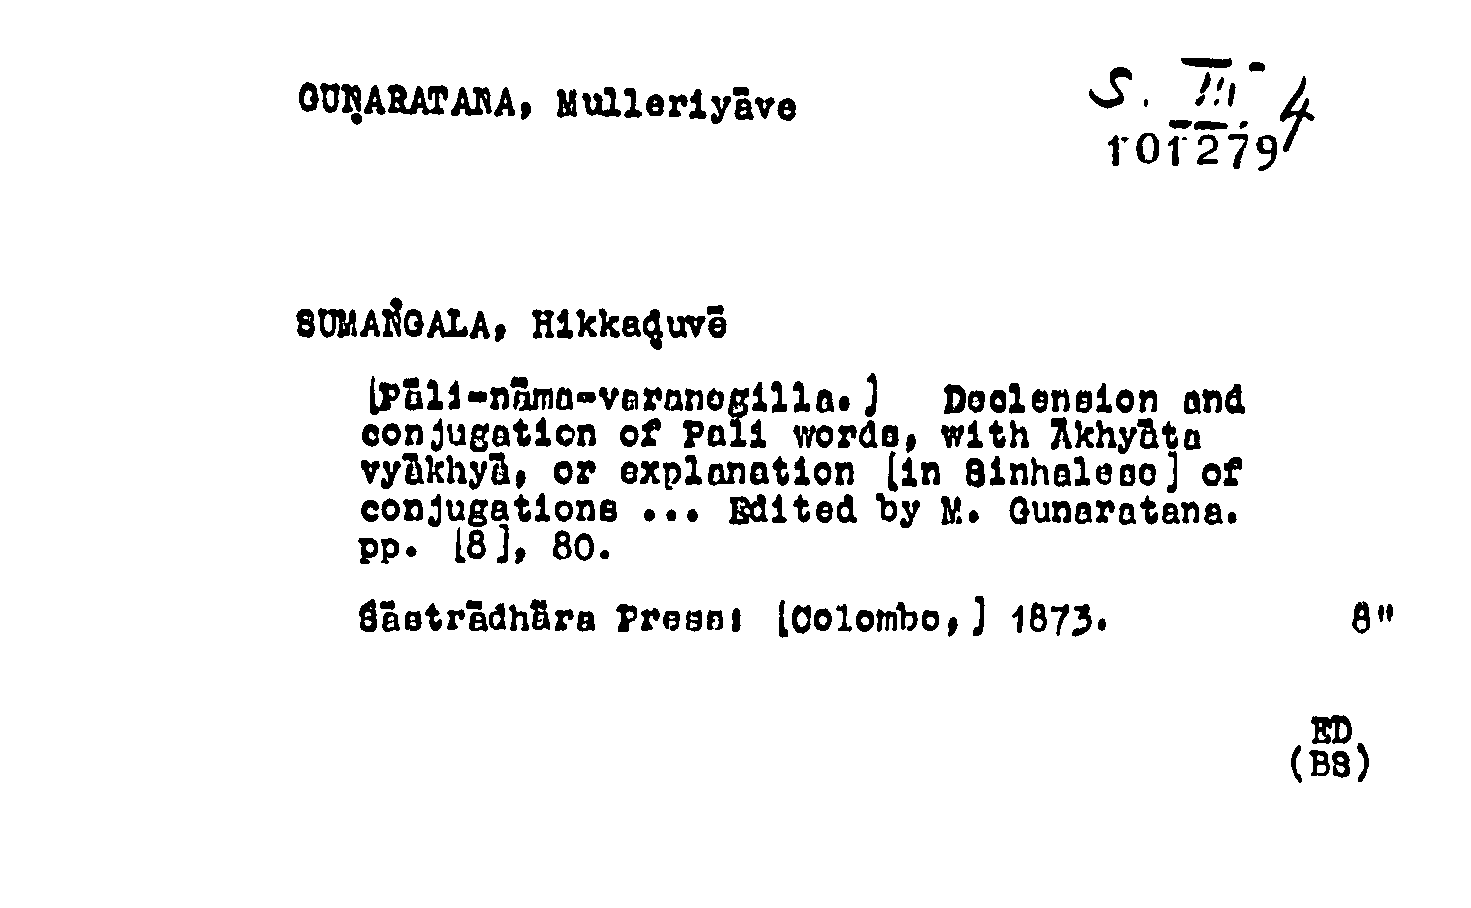 GUṆARATANA, Mulleriyāve
S. III. 4
101279
SUMAṄGALA, Hikkaḍuvē
[Pāli-nāma-varanegilla.] Declension and
conjugation of Pali words, with Ākhyāta
vyākhyā, or explanation [in Sinhalese] of
conjugations ... Edited by M. Gunaratana.
pp. [8], 80.
Śāstrādhāra Press: [Colombo,] 1873. 8"
ED
(BS)